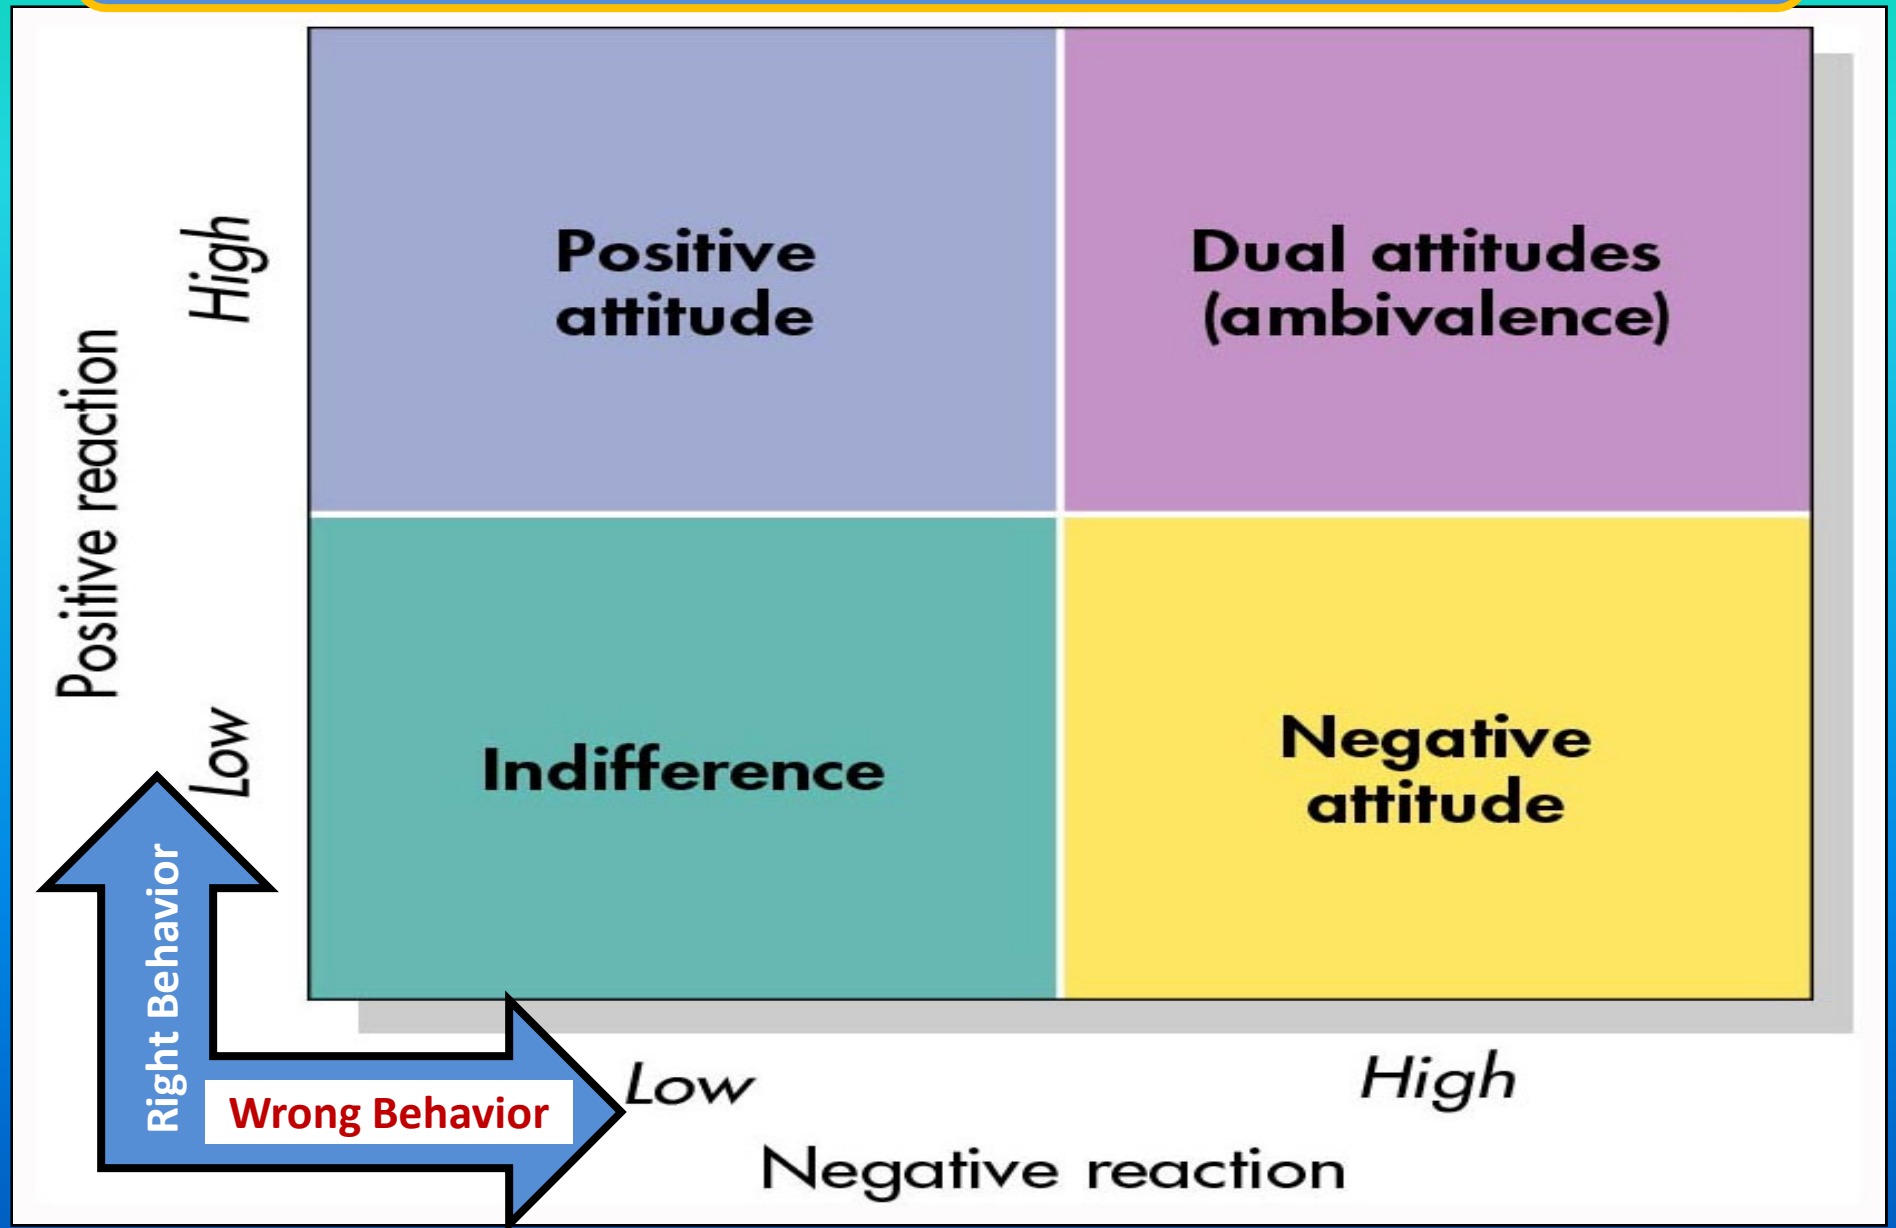 Positive reaction
High
Low
Positive
attitude
Dual attitudes
(ambivalence)
Indifference
Negative
attitude
Right Behavior
Wrong Behavior
Low
High
Negative reaction